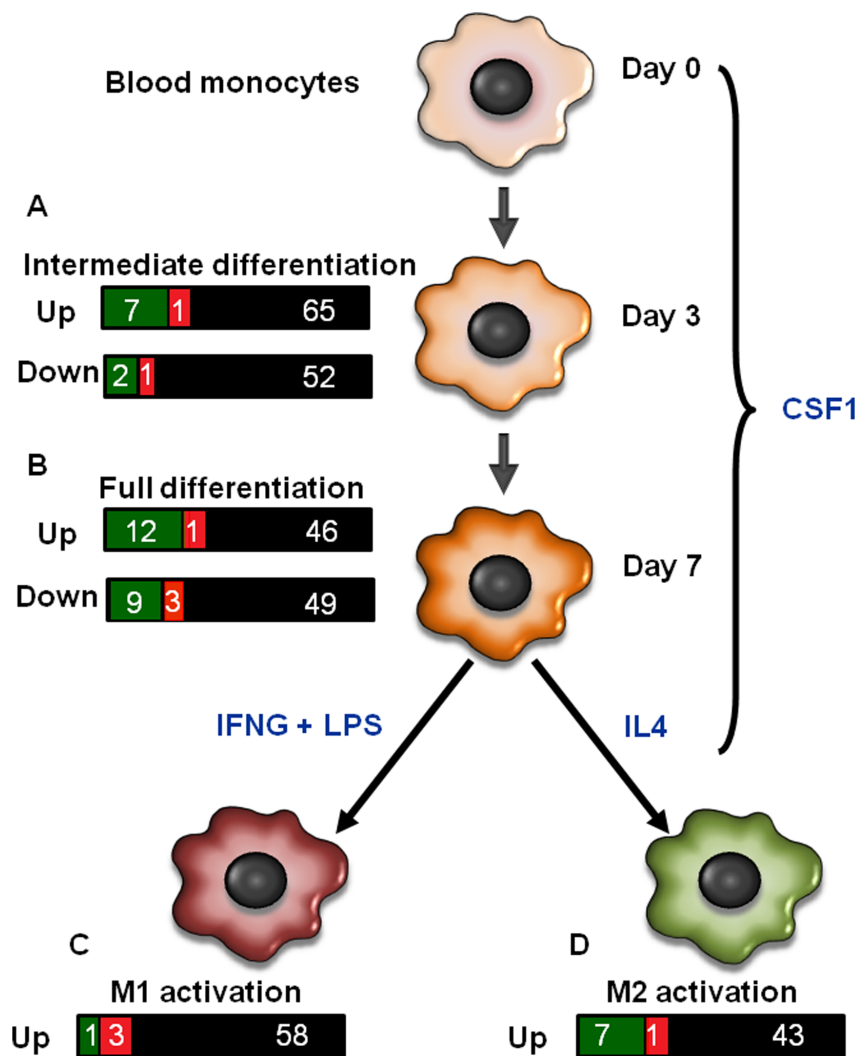 Blood monocytes
Day 0
A
Intermediate differentiation
Up 7 1 65
Day 3
Down 2 1 52
CSF1
B
Full differentiation
Up 12 1 46
Day 7
Down 9 3 49
IFNG + LPS
IL4
C
D
M1 activation
M2 activation
Up 1 3 58
Up 7 1 43